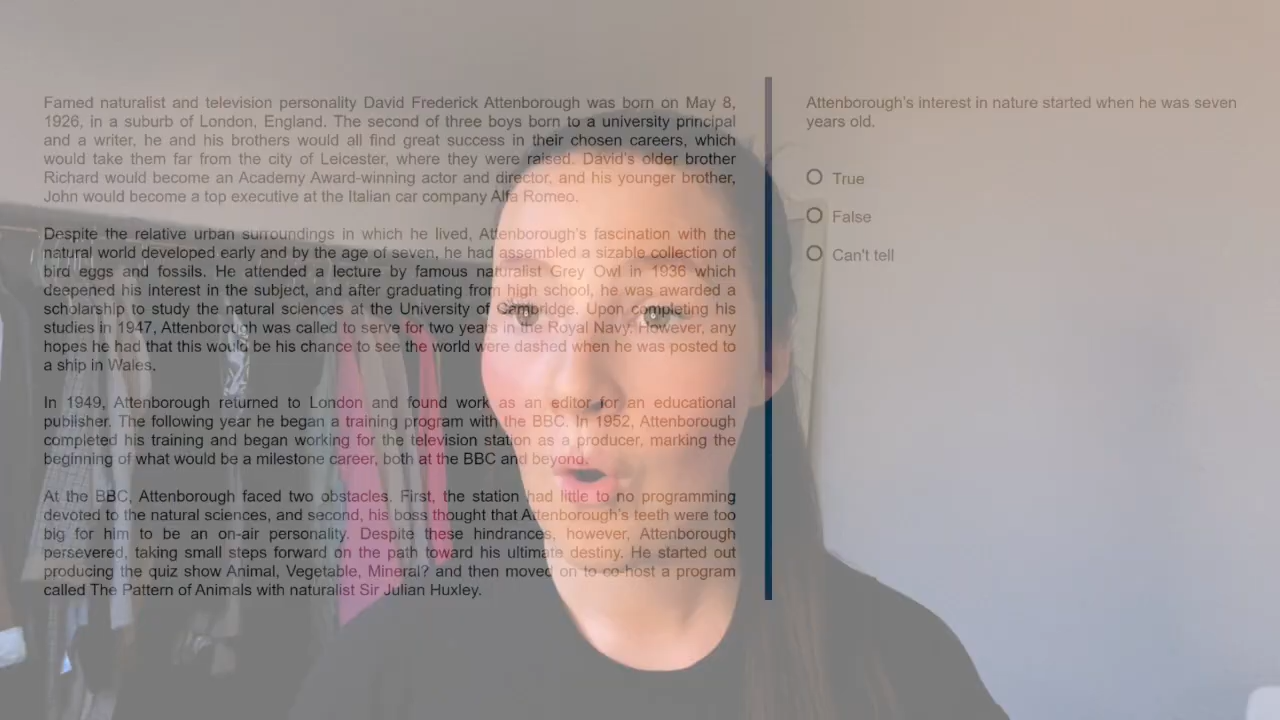 Famed naturalist and television personality David Frederick Attenborough was born on May 8,
1926, in a suburb of London, England. The second of three boys born to a university principal
and a writer, he and his brothers would all find great success in their chosen careers, which
would take them far from the city of Leicester, where they were raised. David's older brother
Richard would become an Academy Award-winning actor and director, and his younger brother,
John would become a top executive at the Italian car company Alfa Romeo.
Despite the relative urban surroundings in which he lived, Attenborough's fascination with the
natural world developed early and by the age of seven, he had assembled a sizable collection of
bird eggs and fossils. He attended a lecture by famous naturalist Grey Owl in 1936 which
deepened his interest in the subject, and after graduating from high school, he was awarded a
scholarship to study the natural sciences at the University of Cambridge. Upon completing his
studies in 1947, Attenborough was called to serve for two years in the Royal Navy. However, any
hopes he had that this would be his chance to see the world were dashed when he was posted to
a ship in Wales.
In 1949, Attenborough returned to London and found work as an editor for an educational
publisher. The following year he began a training program with the BBC. In 1952, Attenborough
completed his training and began working for the television station as a producer, marking the
beginning of what would be a milestone career, both at the BBC and beyond.
At the BBC, Attenborough faced two obstacles. First, the station had little to no programming
devoted to the natural sciences, and second, his boss thought that Attenborough's teeth were too
big for him to be an on-air personality. Despite these hindrances, however, Attenborough
persevered, taking small steps forward on the path toward his ultimate destiny. He started out
producing the quiz show Animal, Vegetable, Mineral? and then moved on to co-host a program
called The Pattern of Animals with naturalist Sir Julian Huxley.
Attenborough's interest in nature started when he was seven
years old.
True
False
Can't tell